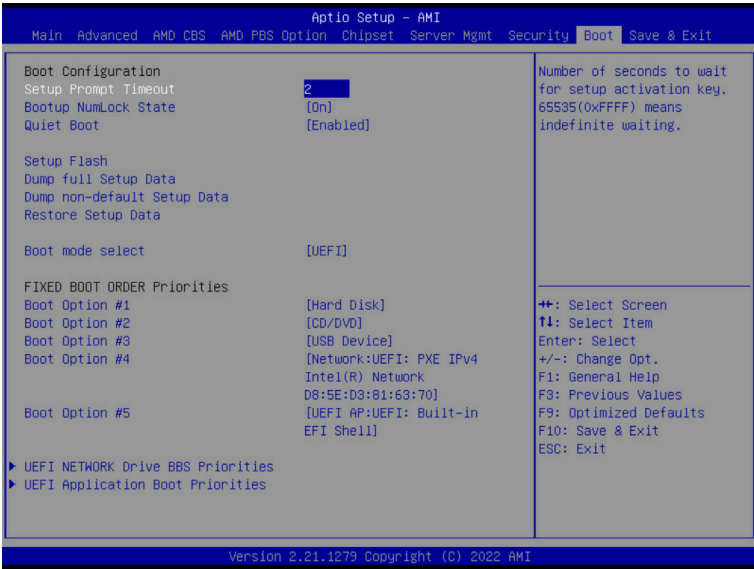 Aptio Setup – AMI
Main Advanced AMD CBS AMD PBS Option Chipset Server Mgmt Security Boot Save & Exit
Boot Configuration
Setup Prompt Timeout 2
Bootup NumLock State [On]
Quiet Boot [Enabled]
Setup Flash
Dump full Setup Data
Dump non-default Setup Data
Restore Setup Data
Boot mode select [UEFI]
FIXED BOOT ORDER Priorities
Boot Option #1 [Hard Disk]
Boot Option #2 [CD/DVD]
Boot Option #3 [USB Device]
Boot Option #4 [Network:UEFI: PXE IPv4
Intel(R) Network
D8:5E:D3:81:63:70]
Boot Option #5 [UEFI AP:UEFI: Built-in
EFI Shell]
UEFI NETWORK Drive BBS Priorities
UEFI Application Boot Priorities
Number of seconds to wait
for setup activation key.
65535(0xFFFF) means
indefinite waiting.
→←: Select Screen
↑↓: Select Item
Enter: Select
+/-: Change Opt.
F1: General Help
F3: Previous Values
F9: Optimized Defaults
F10: Save & Exit
ESC: Exit
Version 2.21.1279 Copyright (C) 2022 AMI